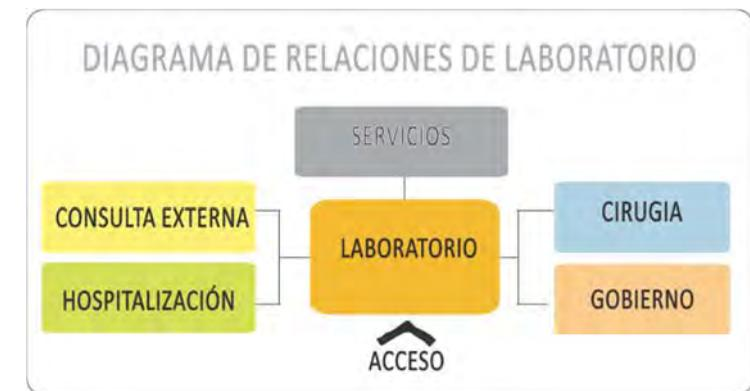 DIAGRAMA DE RELACIONES DE LABORATORIO
SERVICIOS
CONSULTA EXTERNA
HOSPITALIZACIÓN
LABORATORIO
CIRUGIA
GOBIERNO
ACCESO